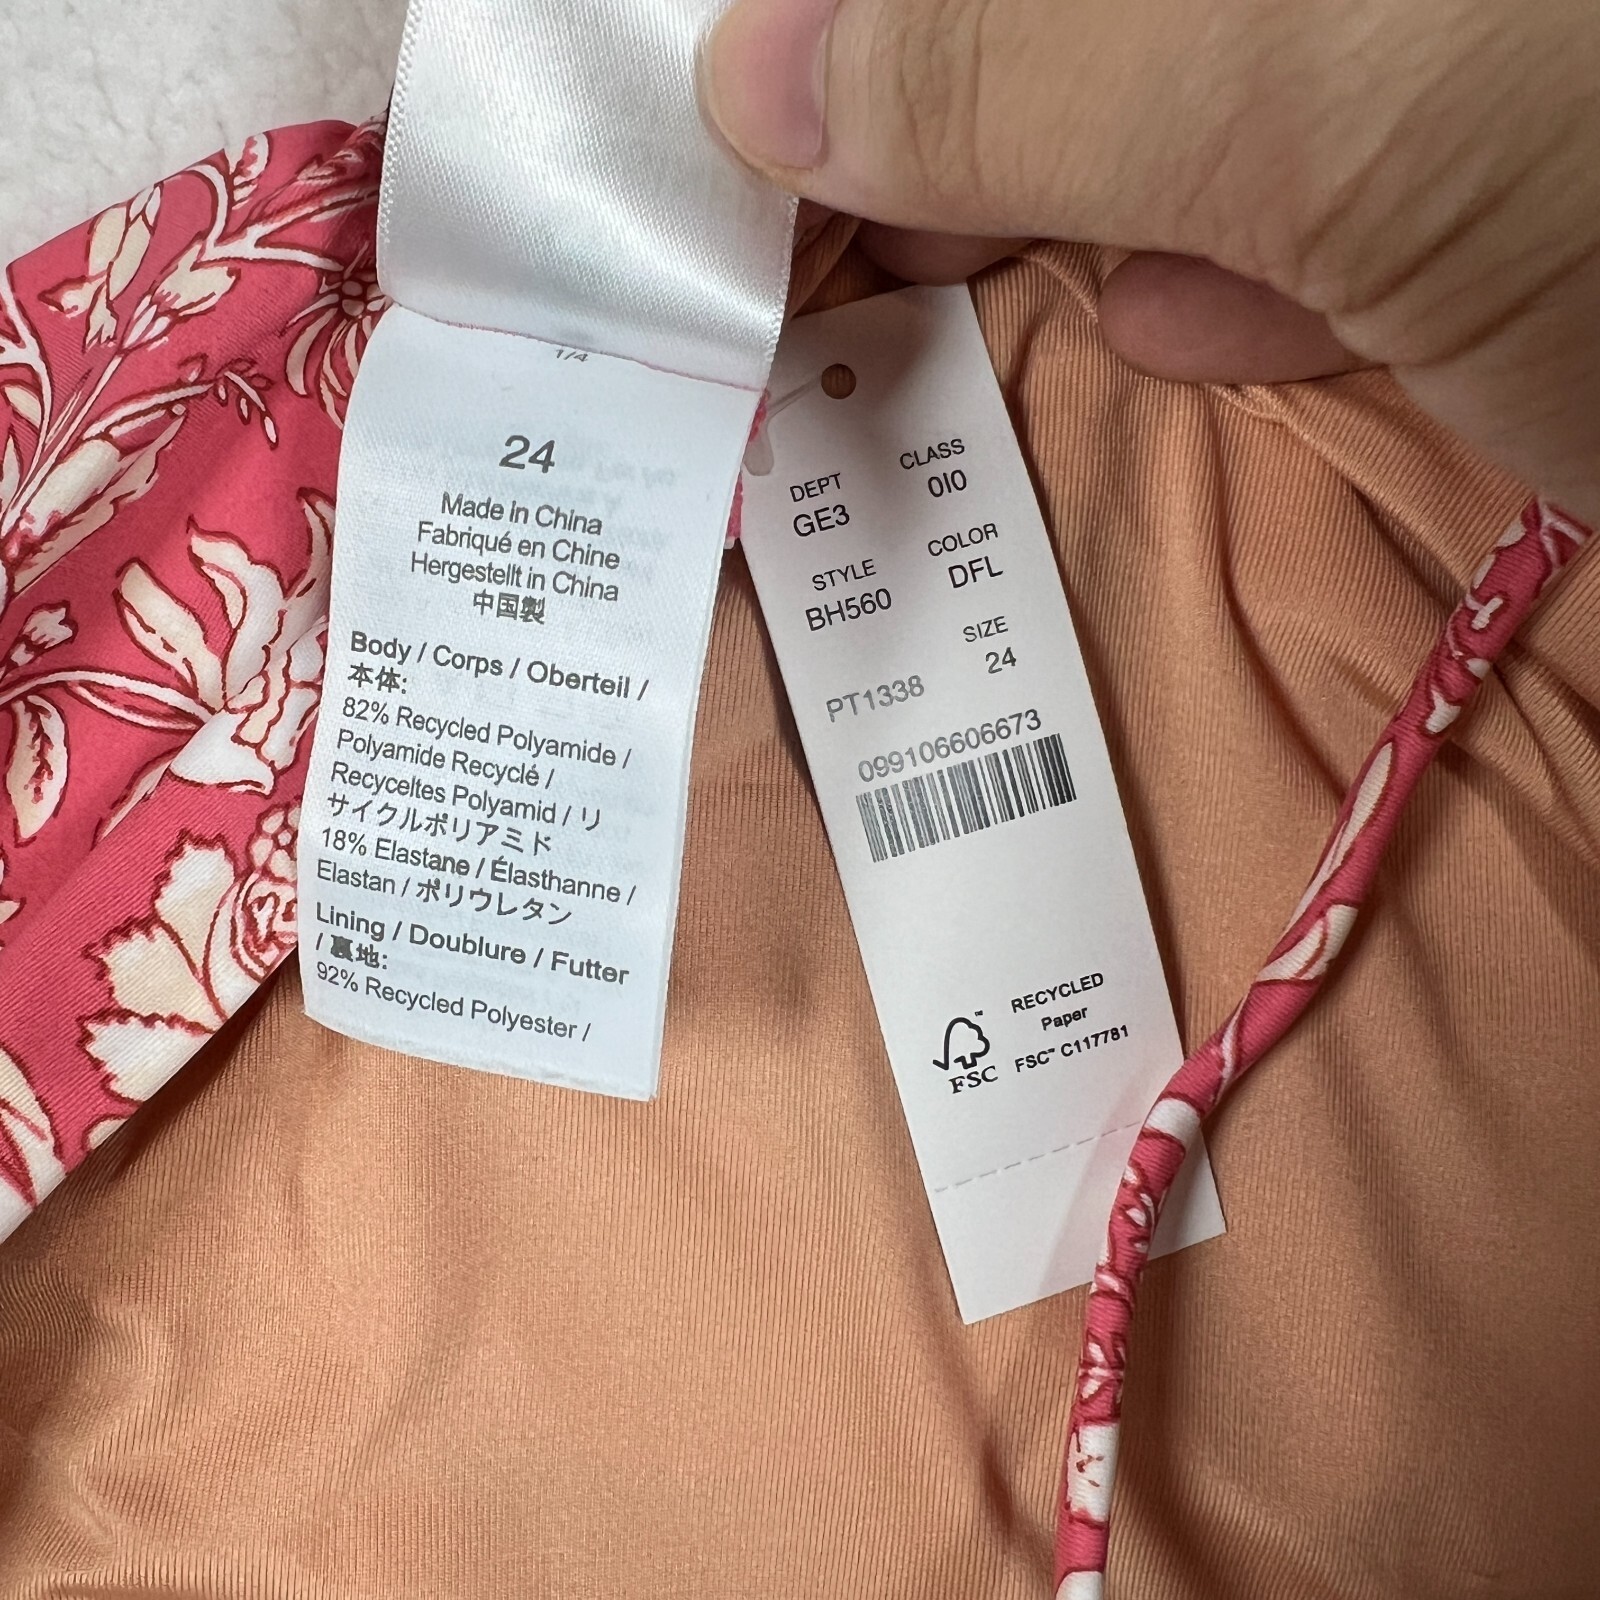 1/4
24
Made in China
Fabriqué en Chine
Hergestellt in China
中国製
Body / Corps / Oberteil /
本体:
82% Recycled Polyamide /
Polyamide Recyclé /
Recyceltes Polyamid / リ
サイクルポリアミド
18% Elastane / Élasthanne /
Elastan / ポリウレタン
Lining / Doublure / Futter
/ 裏地:
92% Recycled Polyester /
DEPT CLASS
GE3 0I0
STYLE COLOR
BH560 DFL
SIZE
PT1338 24
099106606673
RECYCLED
Paper
FSC™ C117781
FSC